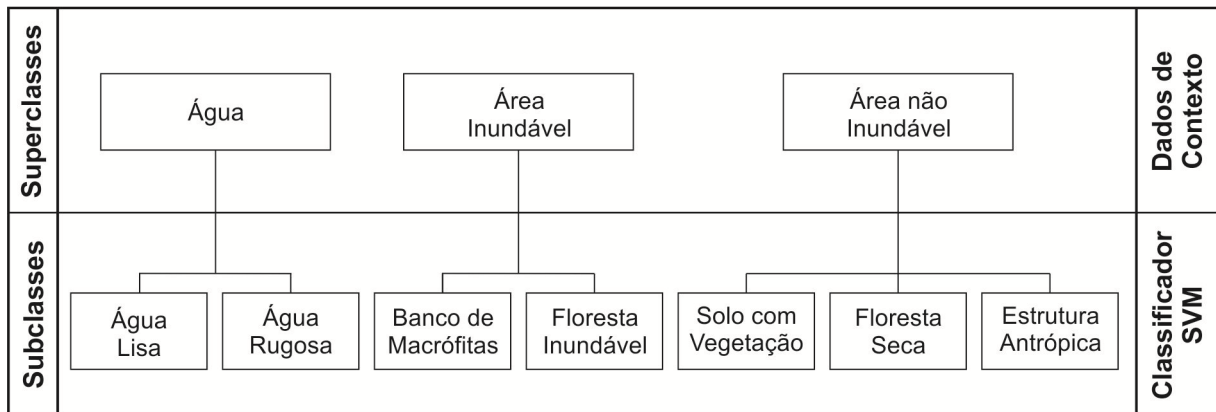 Superclasses
Água
Área
Inundável
Área não
Inundável
Dados de
Contexto
Subclasses
Água
Lisa
Água
Rugosa
Banco de
Macrófitas
Floresta
Inundável
Solo com
Vegetação
Floresta
Seca
Estrutura
Antrópica
Classificador
SVM